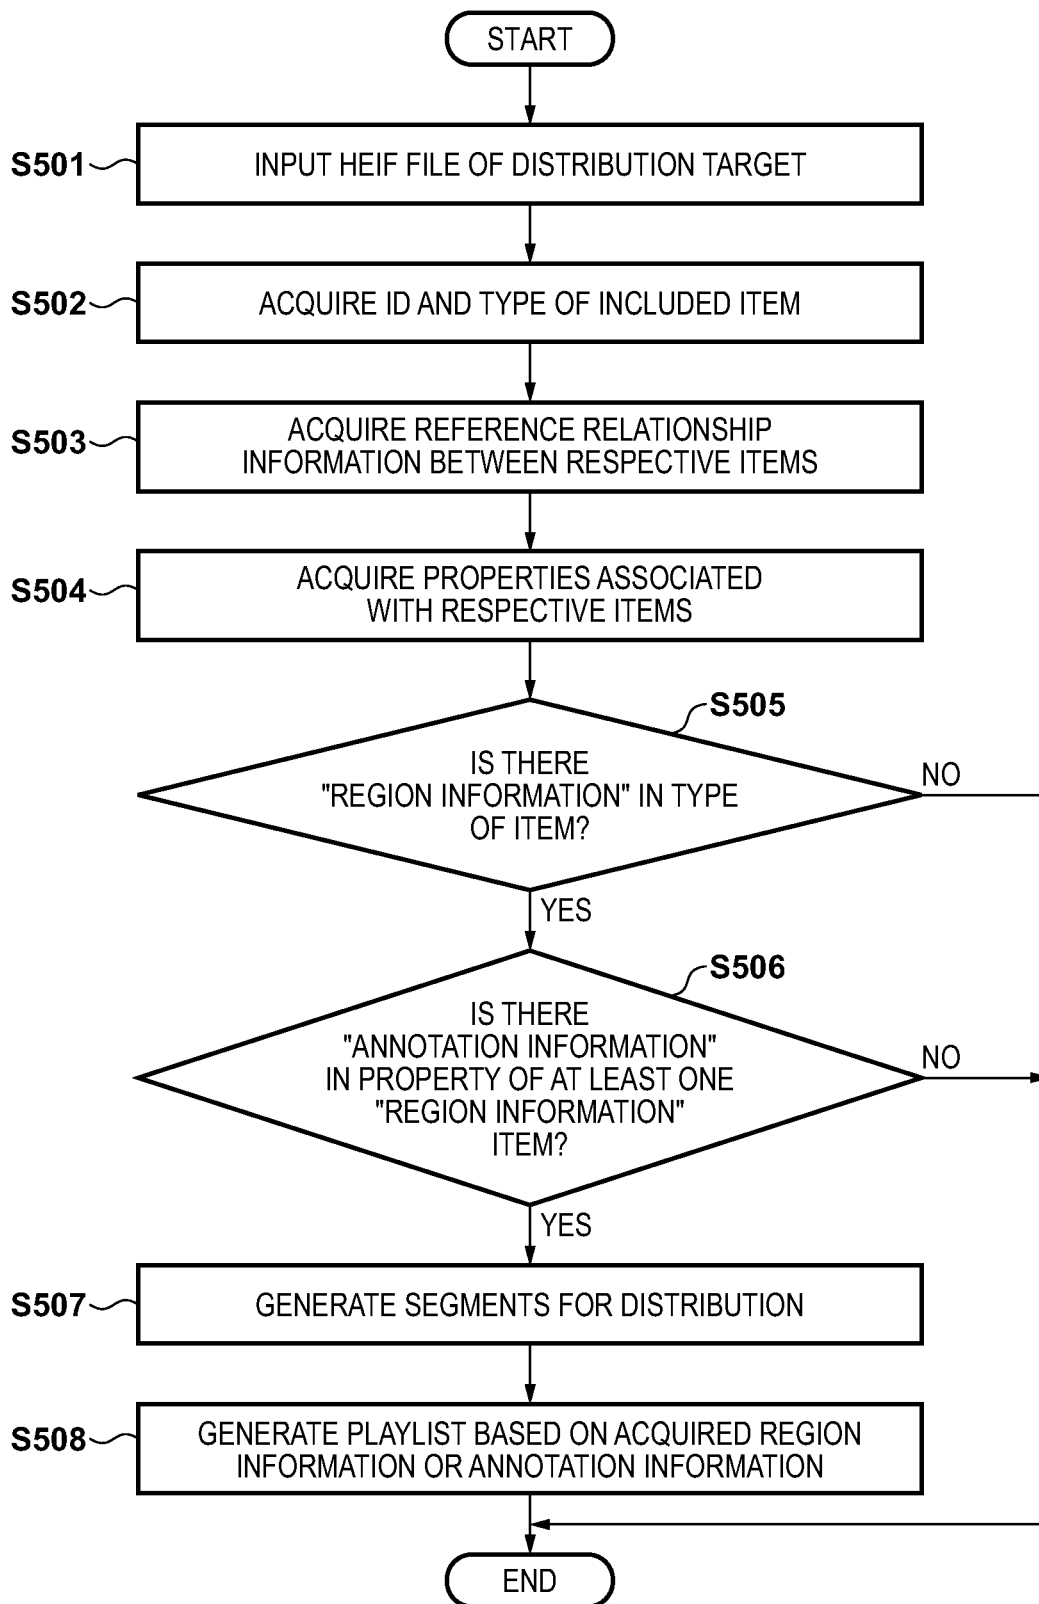 START
S501
INPUT HEIF FILE OF DISTRIBUTION TARGET
S502
ACQUIRE ID AND TYPE OF INCLUDED ITEM
S503
ACQUIRE REFERENCE RELATIONSHIP
INFORMATION BETWEEN RESPECTIVE ITEMS
S504
ACQUIRE PROPERTIES ASSOCIATED
WITH RESPECTIVE ITEMS
S505
IS THERE
"REGION INFORMATION" IN TYPE
OF ITEM?
NO
YES
S506
IS THERE
"ANNOTATION INFORMATION"
IN PROPERTY OF AT LEAST ONE
"REGION INFORMATION"
ITEM?
NO
YES
S507
GENERATE SEGMENTS FOR DISTRIBUTION
S508
GENERATE PLAYLIST BASED ON ACQUIRED REGION
INFORMATION OR ANNOTATION INFORMATION
END